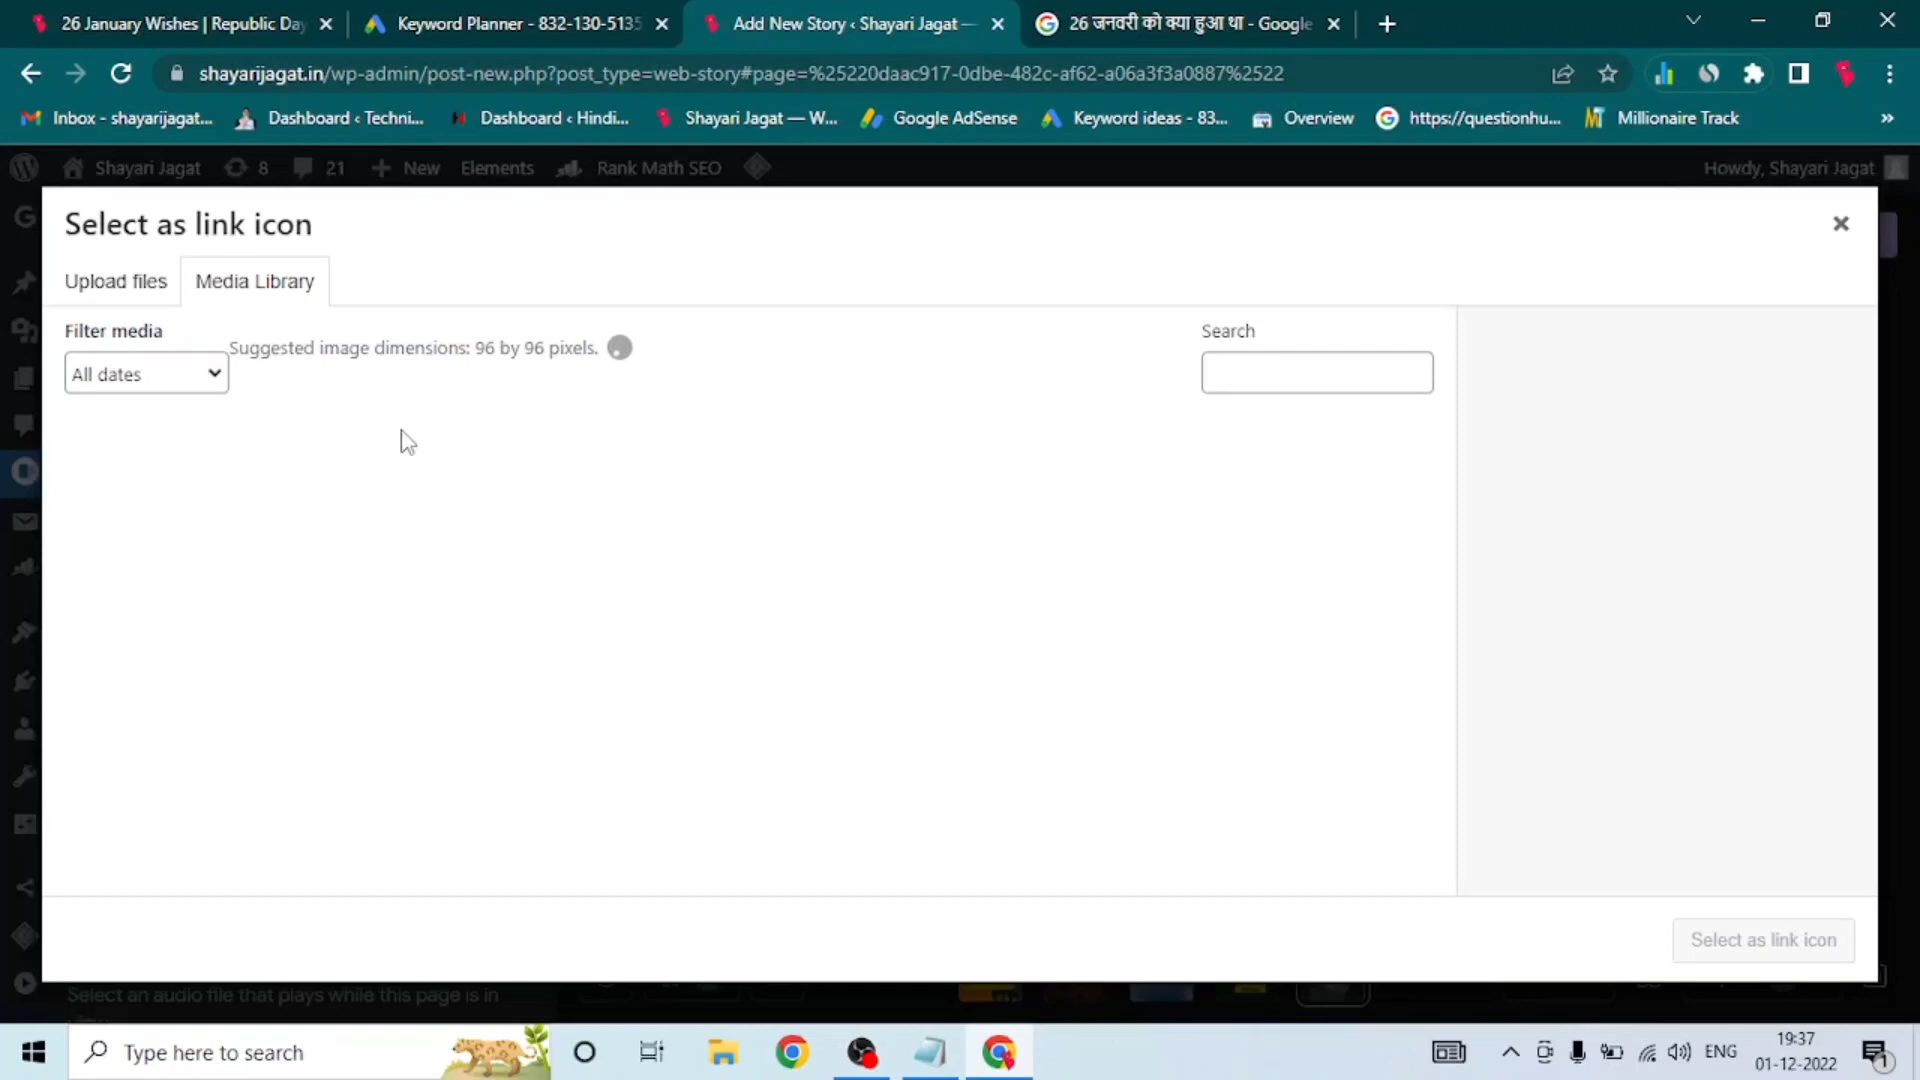 26 January Wishes | Republic Da
Keyword Planner - 832-130-5135
Add New Story ‹ Shayari Jagat —
26 जनवरी को क्या हुआ था - Google
shayarijagat.in/wp-admin/post-new.php?post_type=web-story#page=%25220daac917-0dbe-482c-af62-a06a3f3a0887%2522
Inbox - shayarijagat...
Dashboard ‹ Techni...
Dashboard ‹ Hindi...
Shayari Jagat — W...
Google AdSense
Keyword ideas - 83...
Overview
https://questionhu...
Millionaire Track
Shayari Jagat
8
21
New
Elements
Rank Math SEO
Howdy, Shayari Jagat
Select as link icon
Upload files
Media Library
Filter media
All dates
Suggested image dimensions: 96 by 96 pixels.
Search
Select as link icon
Select an audio file that plays while this page is in
Type here to search
ENG
19:37
01-12-2022
1